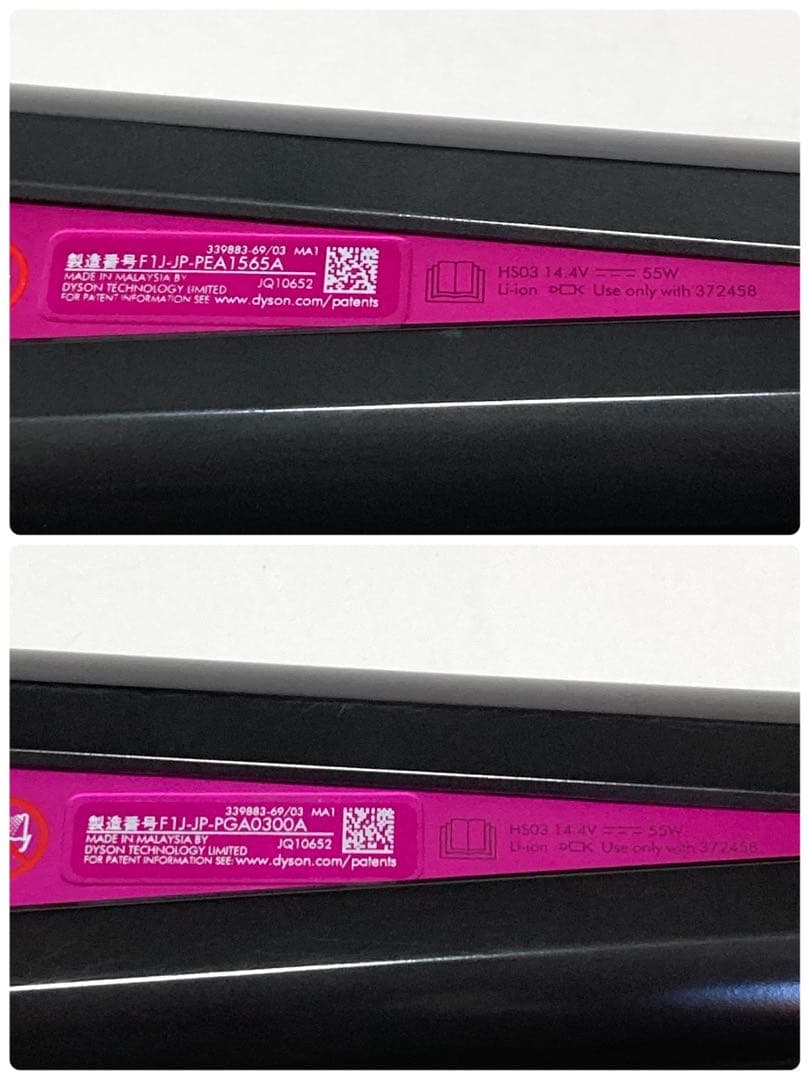 339883-69/03 MA1
製造番号F1J-JP-PEA1565A
MADE IN MALAYSIA BY JQ10652
DYSON TECHNOLOGY LIMITED
FOR PATENT INFORMATION SEE: www.dyson.com/patents
HS03 14.4V ⎓ 55W
Li-ion Use only with 372458
339883-69/03 MA1
製造番号F1J-JP-PGA0300A
MADE IN MALAYSIA BY JQ10652
DYSON TECHNOLOGY LIMITED
FOR PATENT INFORMATION SEE: www.dyson.com/patents
HS03 14.4V ⎓ 55W
Li-ion Use only with 372458